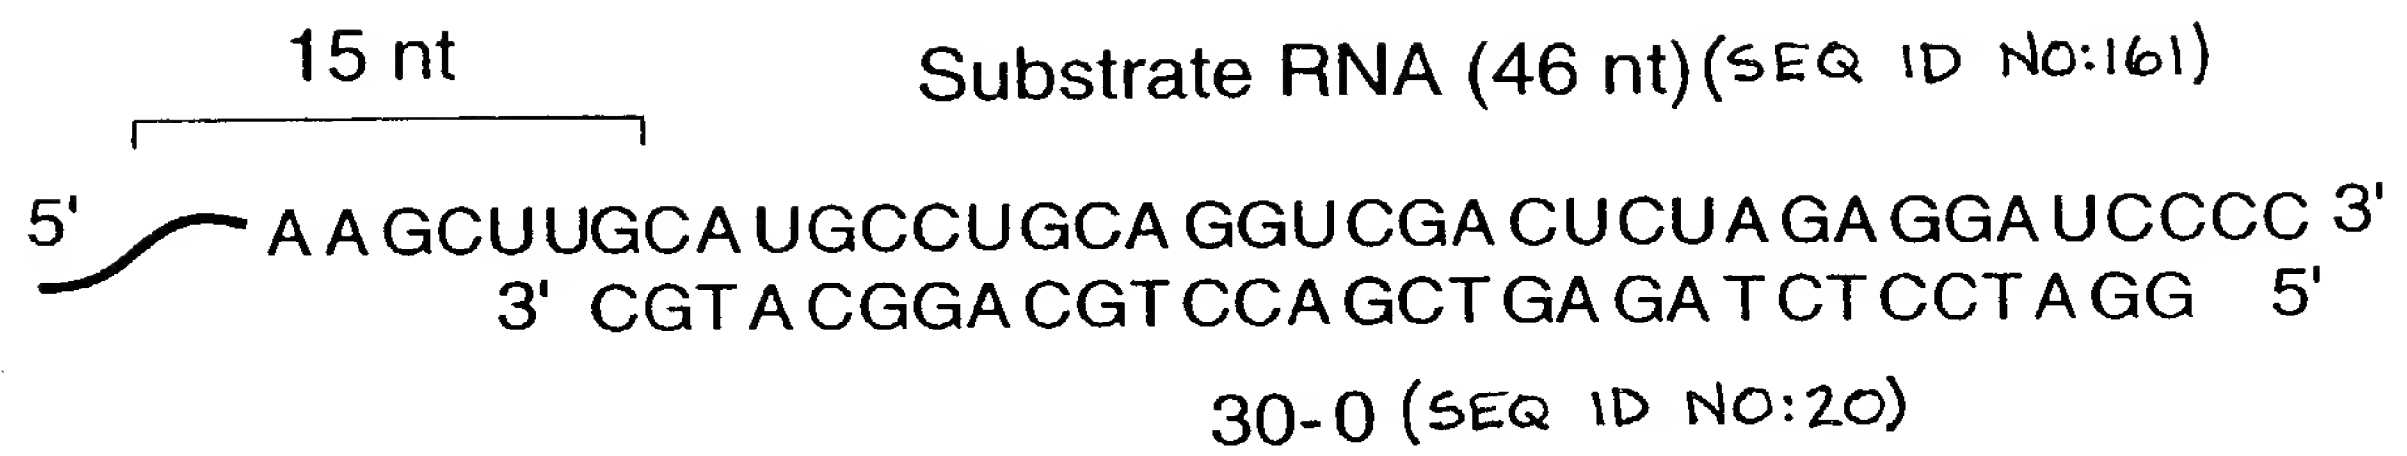 15 nt
Substrate RNA (46 nt)(SEQ ID NO:161)
5' AAGCUUGCAUGCCUGCAGGUCGACUCUAGAGGAUCCCC 3'
3' CGTACGGACGTCCAGCTGAGATCTCCTAGG 5'
30-0 (SEQ ID NO:20)